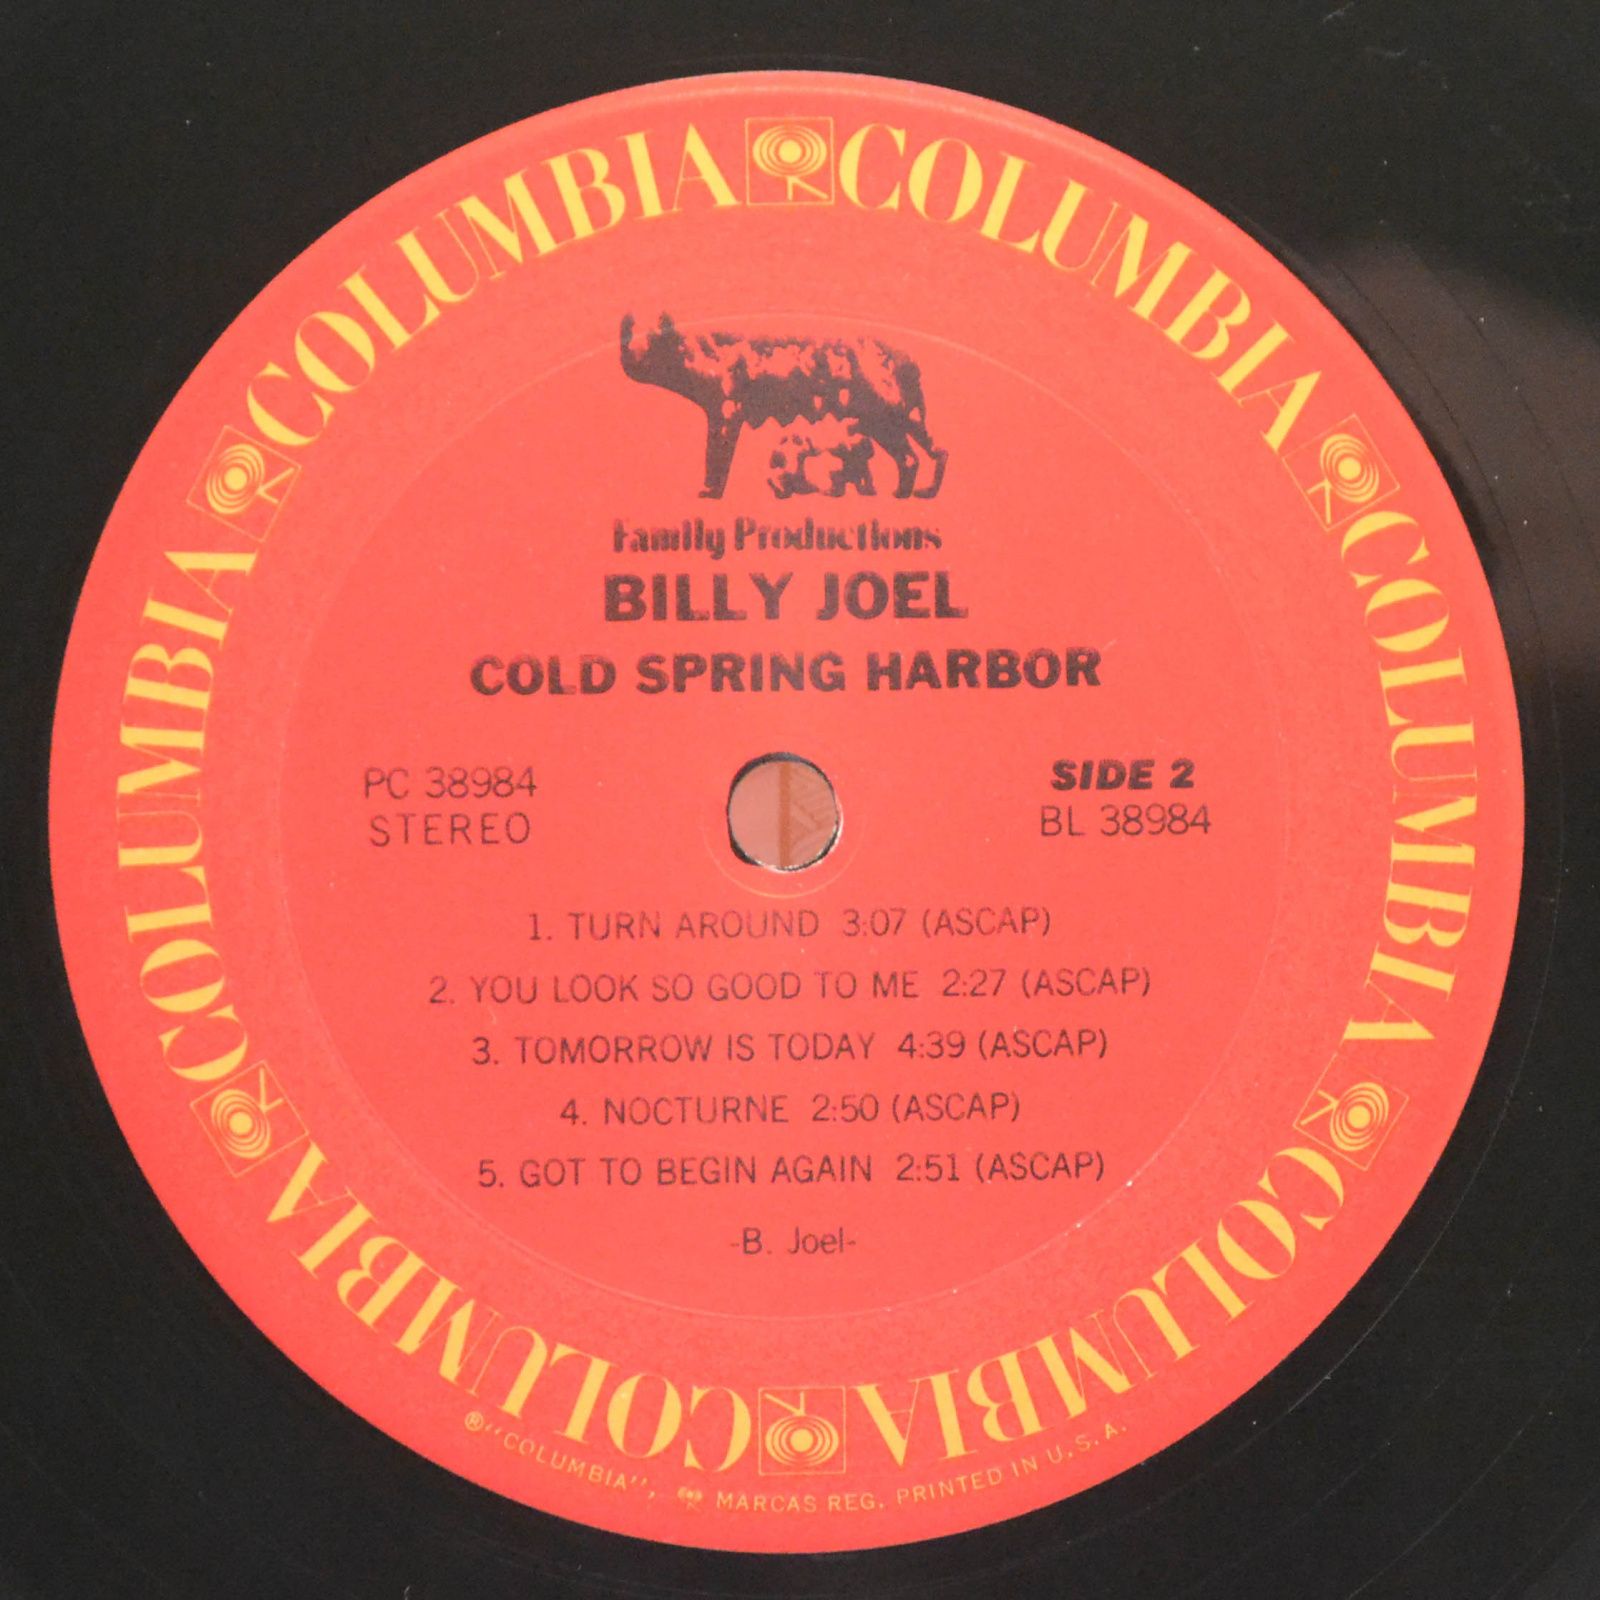 COLUMBIA COLUMBIA COLUMBIA COLUMBIA COLUMBIA COLUMBIA
Family Productions
BILLY JOEL
COLD SPRING HARBOR
PC 38984
STEREO
SIDE 2
BL 38984
1. TURN AROUND 3:07 (ASCAP)
2. YOU LOOK SO GOOD TO ME 2:27 (ASCAP)
3. TOMORROW IS TODAY 4:39 (ASCAP)
4. NOCTURNE 2:50 (ASCAP)
5. GOT TO BEGIN AGAIN 2:51 (ASCAP)
-B. Joel-
®"COLUMBIA", MARCAS REG. PRINTED IN U.S.A.